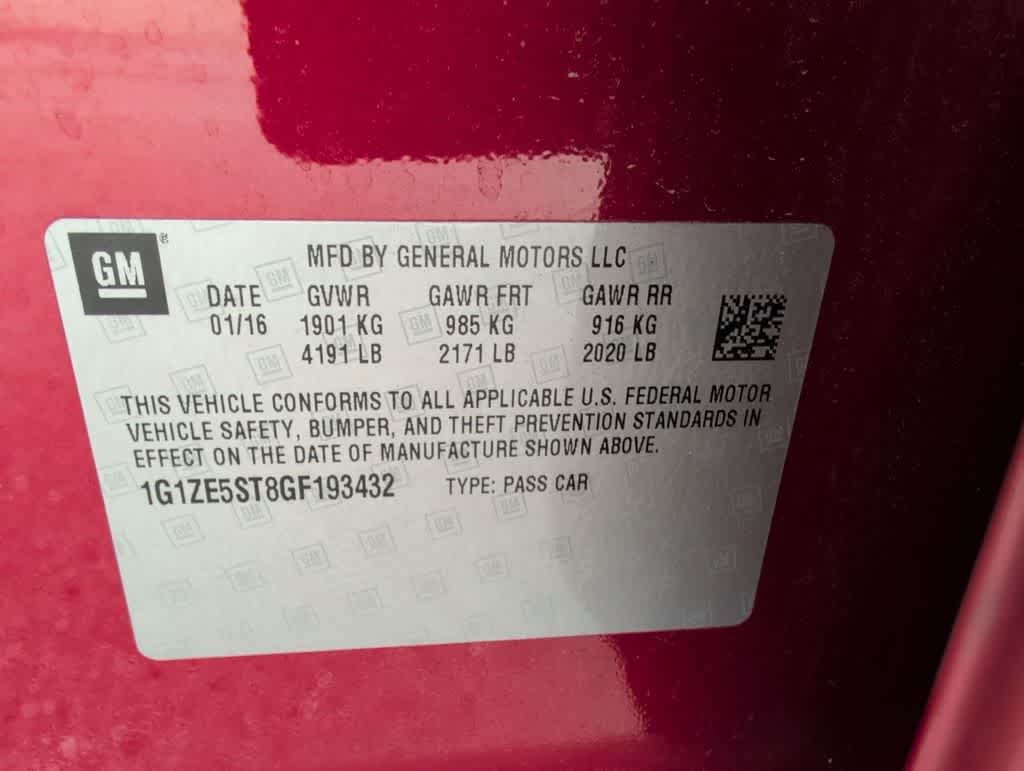 GM®
MFD BY GENERAL MOTORS LLC
DATE GVWR GAWR FRT GAWR RR
01/16 1901 KG 985 KG 916 KG
4191 LB 2171 LB 2020 LB
THIS VEHICLE CONFORMS TO ALL APPLICABLE U.S. FEDERAL MOTOR
VEHICLE SAFETY, BUMPER, AND THEFT PREVENTION STANDARDS IN
EFFECT ON THE DATE OF MANUFACTURE SHOWN ABOVE.
1G1ZE5ST8GF193432 TYPE: PASS CAR